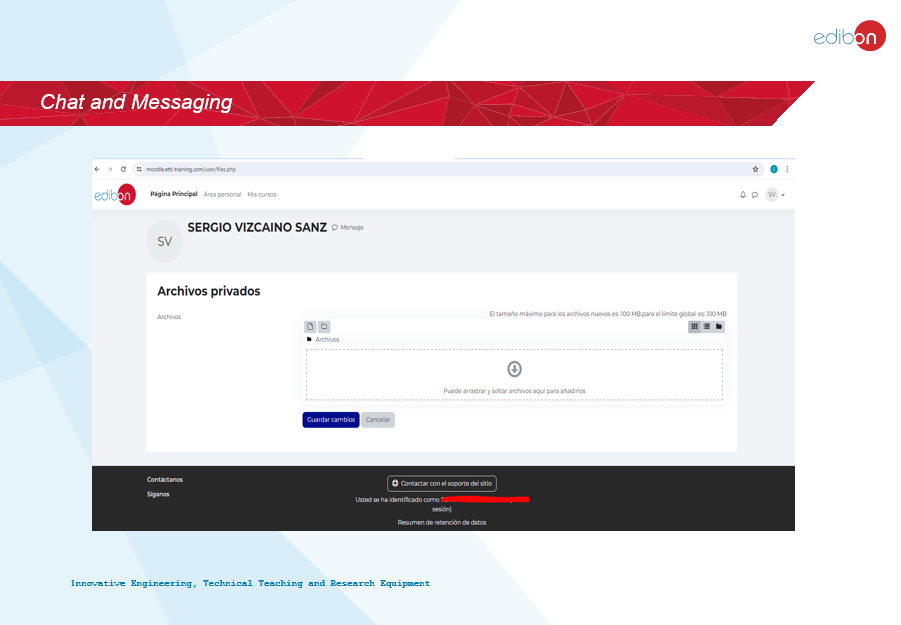 edibon
Chat and Messaging
moodle.etti-training.com/user/files.php
edibon
Página Principal Área personal Mis cursos
SV
SV
SERGIO VIZCAINO SANZ Mensaje
Archivos privados
Archivos
El tamaño máximo para los archivos nuevos es: 100 MB,para el límite global es: 100 MB
Archivos
Puede arrastrar y soltar archivos aquí para añadirlos
Guardar cambios Cancelar
Contáctanos
Síganos
Contactar con el soporte del sitio
Usted se ha identificado como
sesión)
Resumen de retención de datos
Innovative Engineering, Technical Teaching and Research Equipment